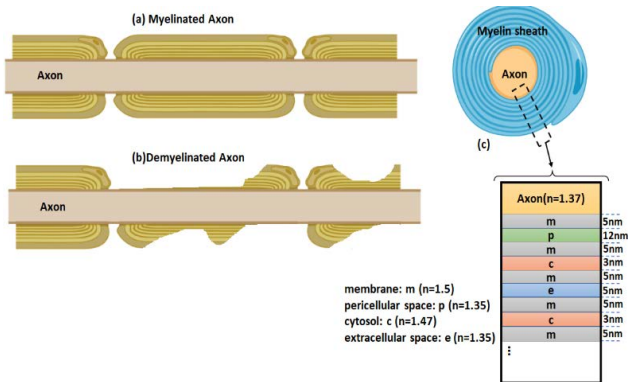 (a) Myelinated Axon
Axon
(b)Demyelinated Axon
Axon
Myelin sheath
Axon
(c)
Axon(n=1.37)
m 5nm
p 12nm
m 5nm
c 3nm
m 5nm
e 5nm
m 5nm
c 3nm
m 5nm
⋮
membrane: m (n=1.5)
pericellular space: p (n=1.35)
cytosol: c (n=1.47)
extracellular space: e (n=1.35)